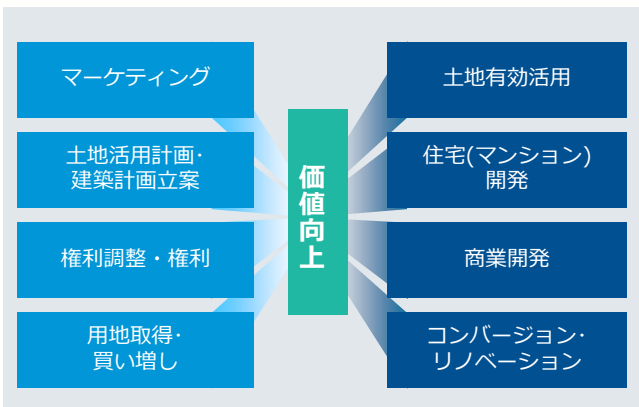 マーケティング
土地活用計画・
建築計画立案
権利調整・権利
用地取得・
買い増し
価値向上
土地有効活用
住宅(マンション)
開発
商業開発
コンバージョン・
リノベーション